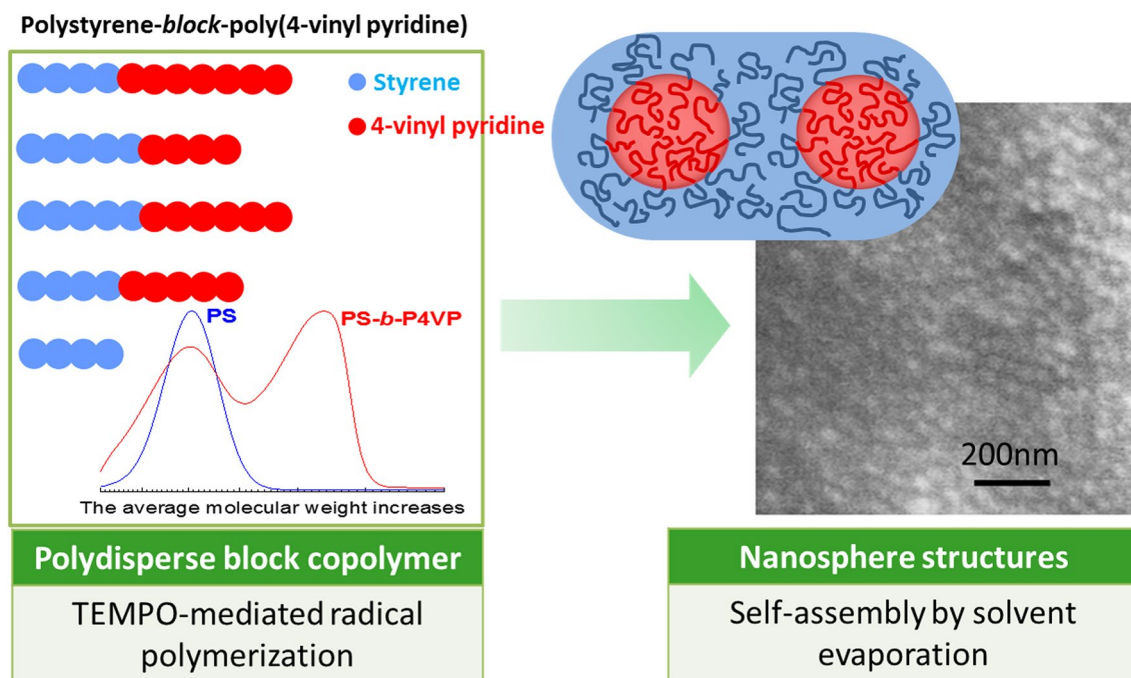 Polystyrene-block-poly(4-vinyl pyridine)
Styrene
4-vinyl pyridine
PS
PS-b-P4VP
The average molecular weight increases
200nm
Polydisperse block copolymer
TEMPO-mediated radical
polymerization
Nanosphere structures
Self-assembly by solvent
evaporation